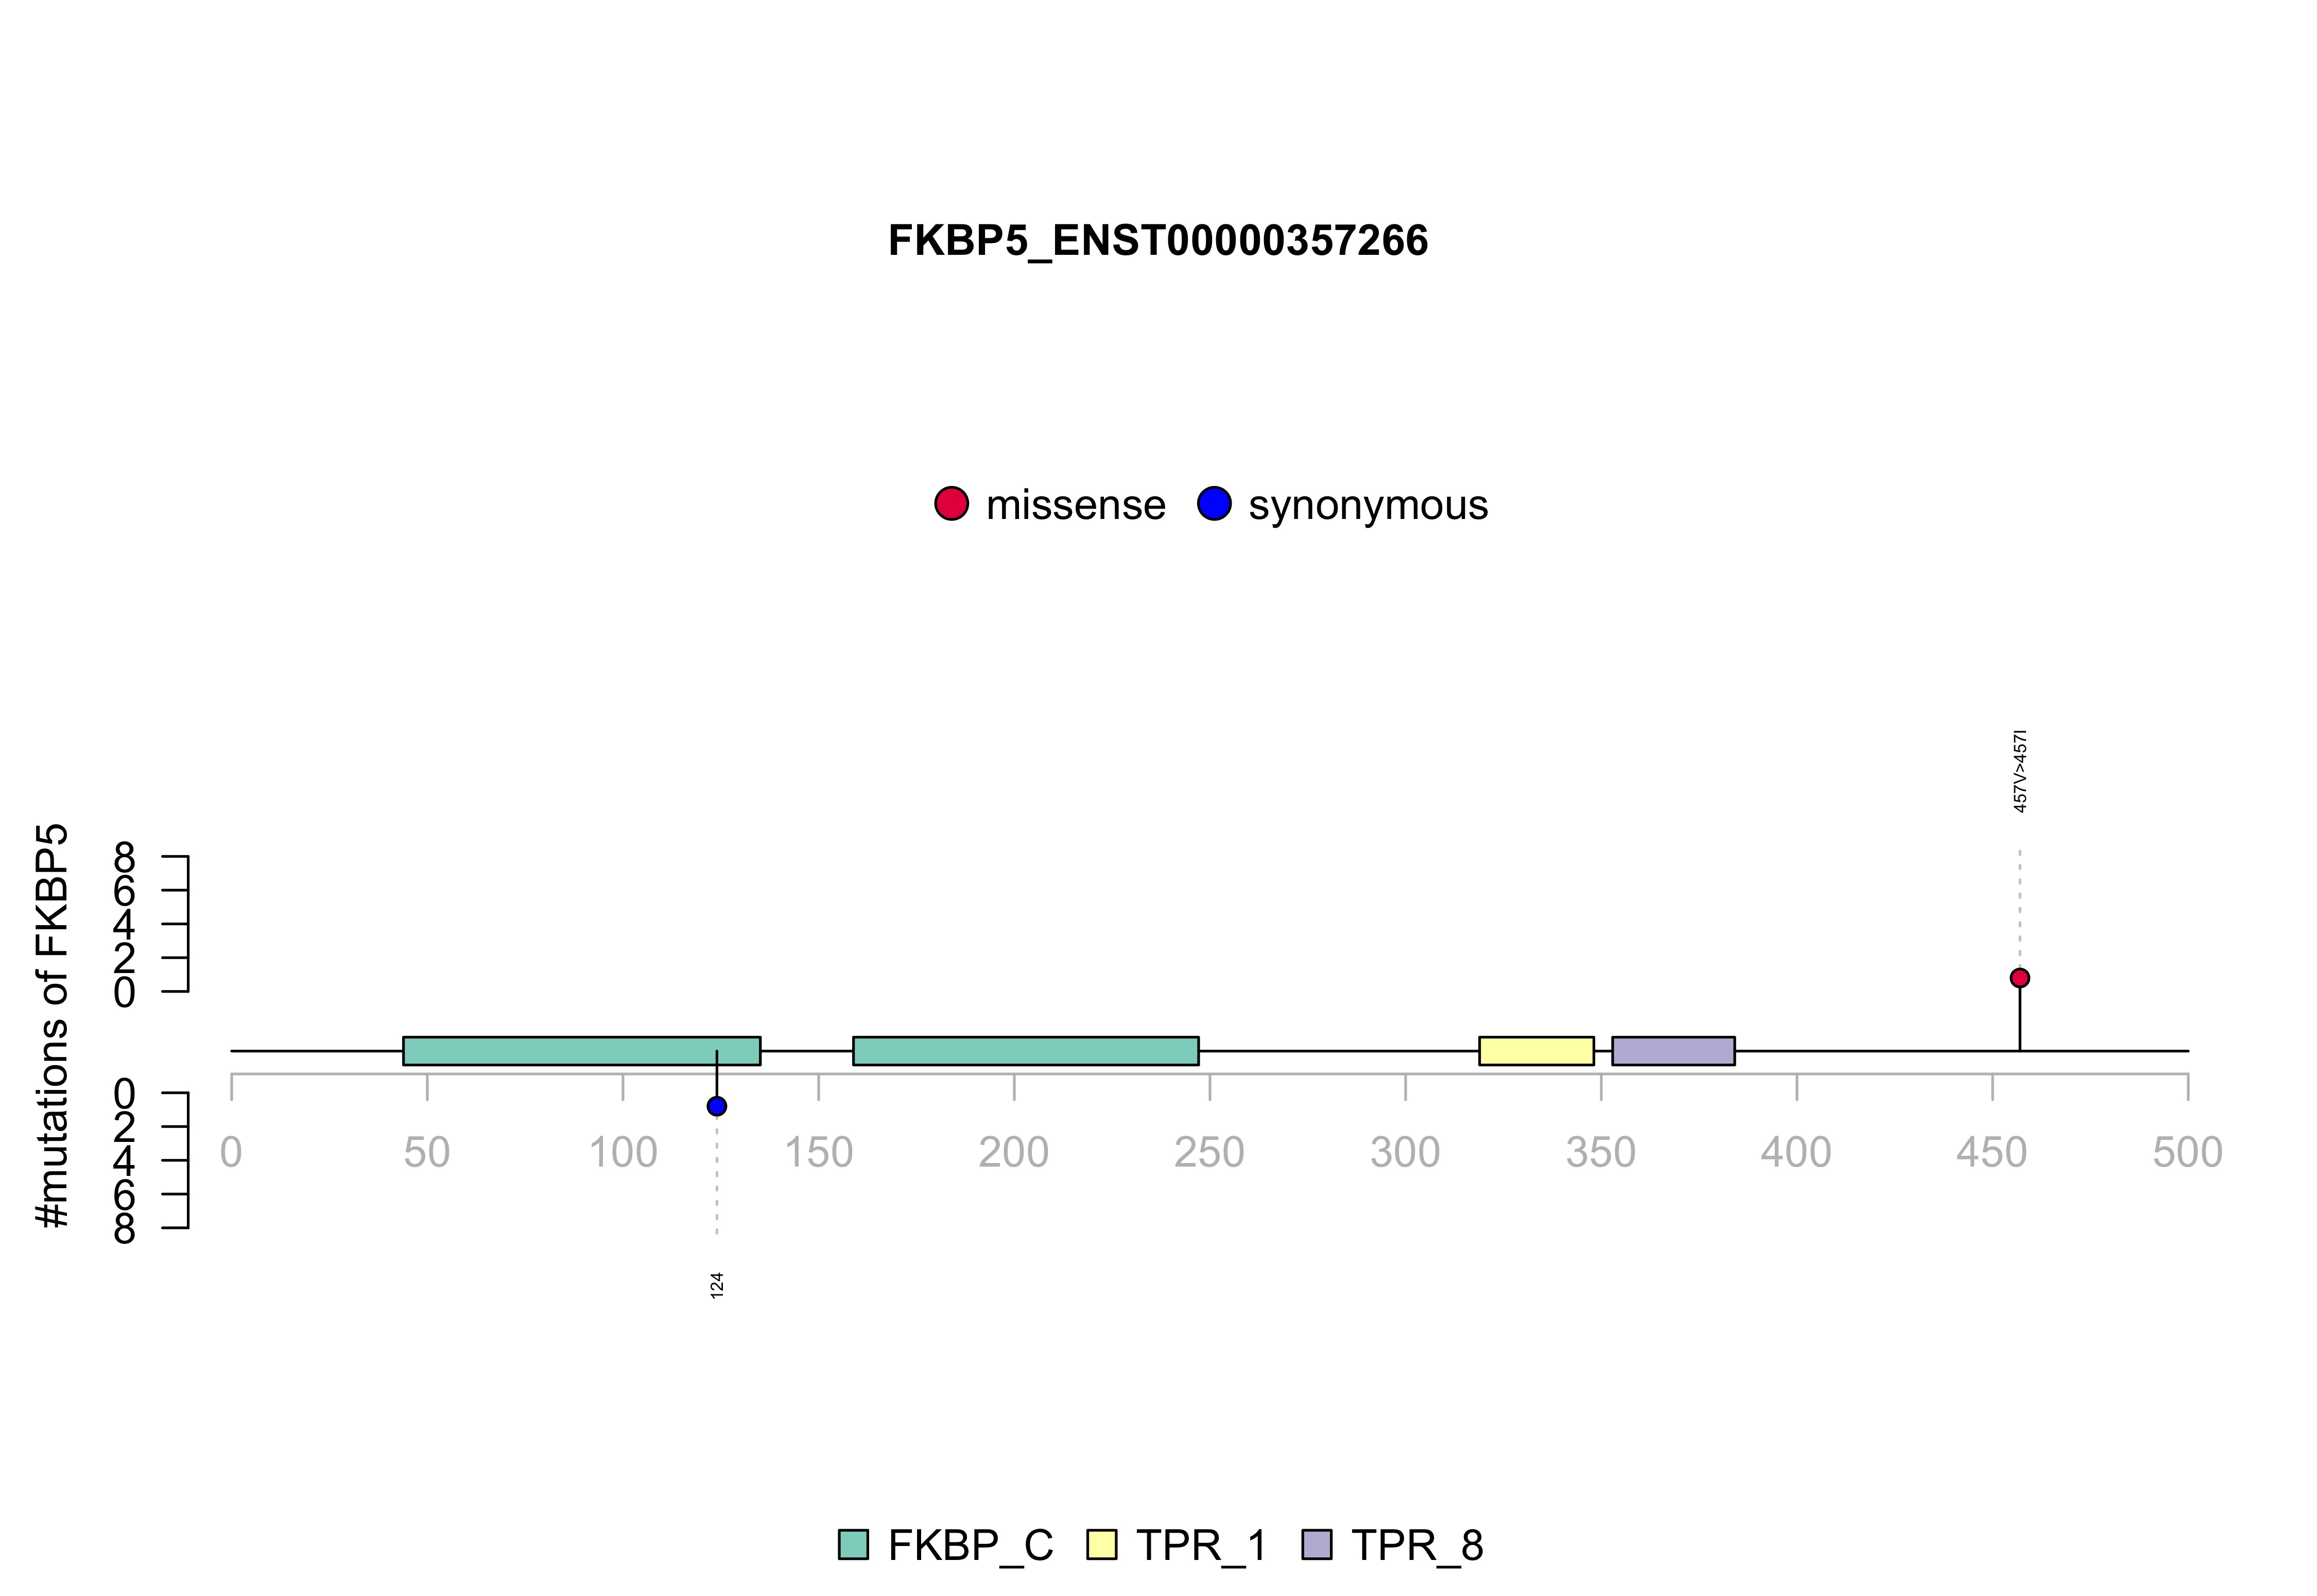 FKBP5_ENST00000357266
missense synonymous
457V>457I
#mutations of FKBP5
8
6
4
2
0
0
2
4
6
8
0 50 100 150 200 250 300 350 400 450 500
124
FKBP_C TPR_1 TPR_8